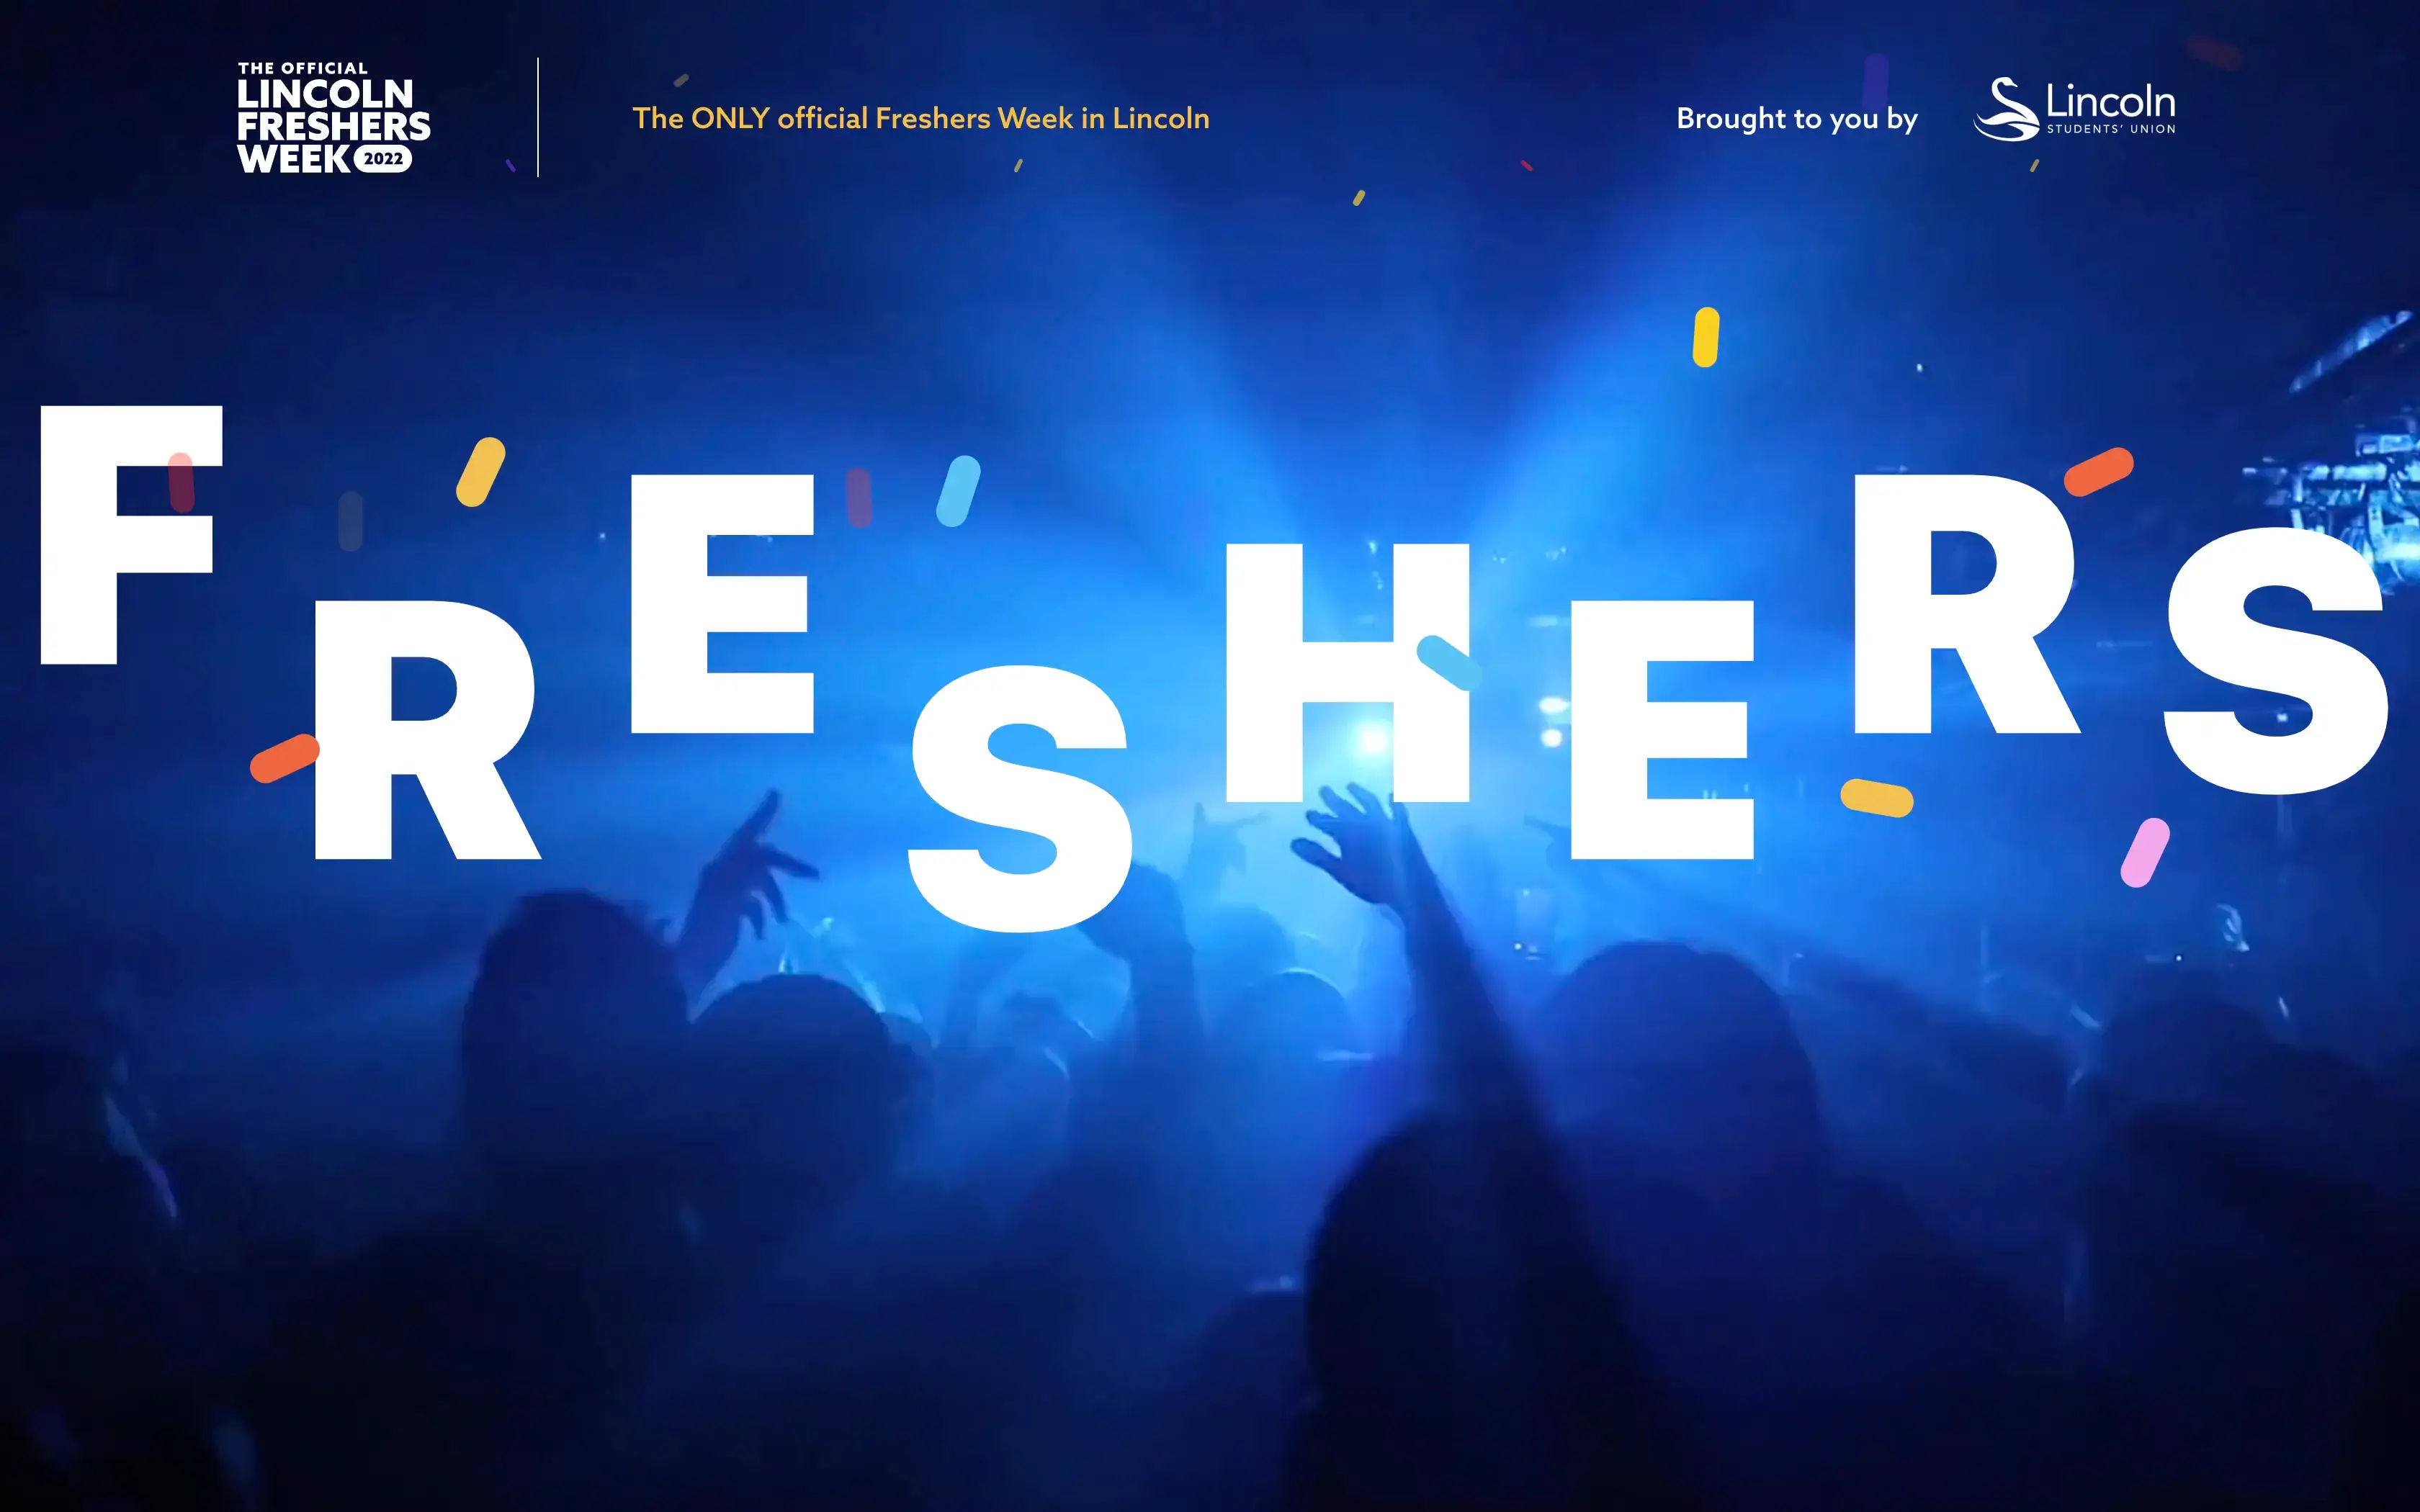 THE OFFICIAL
LINCOLN
FRESHERS
WEEK 2022
The ONLY official Freshers Week in Lincoln
Brought to you by
Lincoln
STUDENTS' UNION
FRESHERS